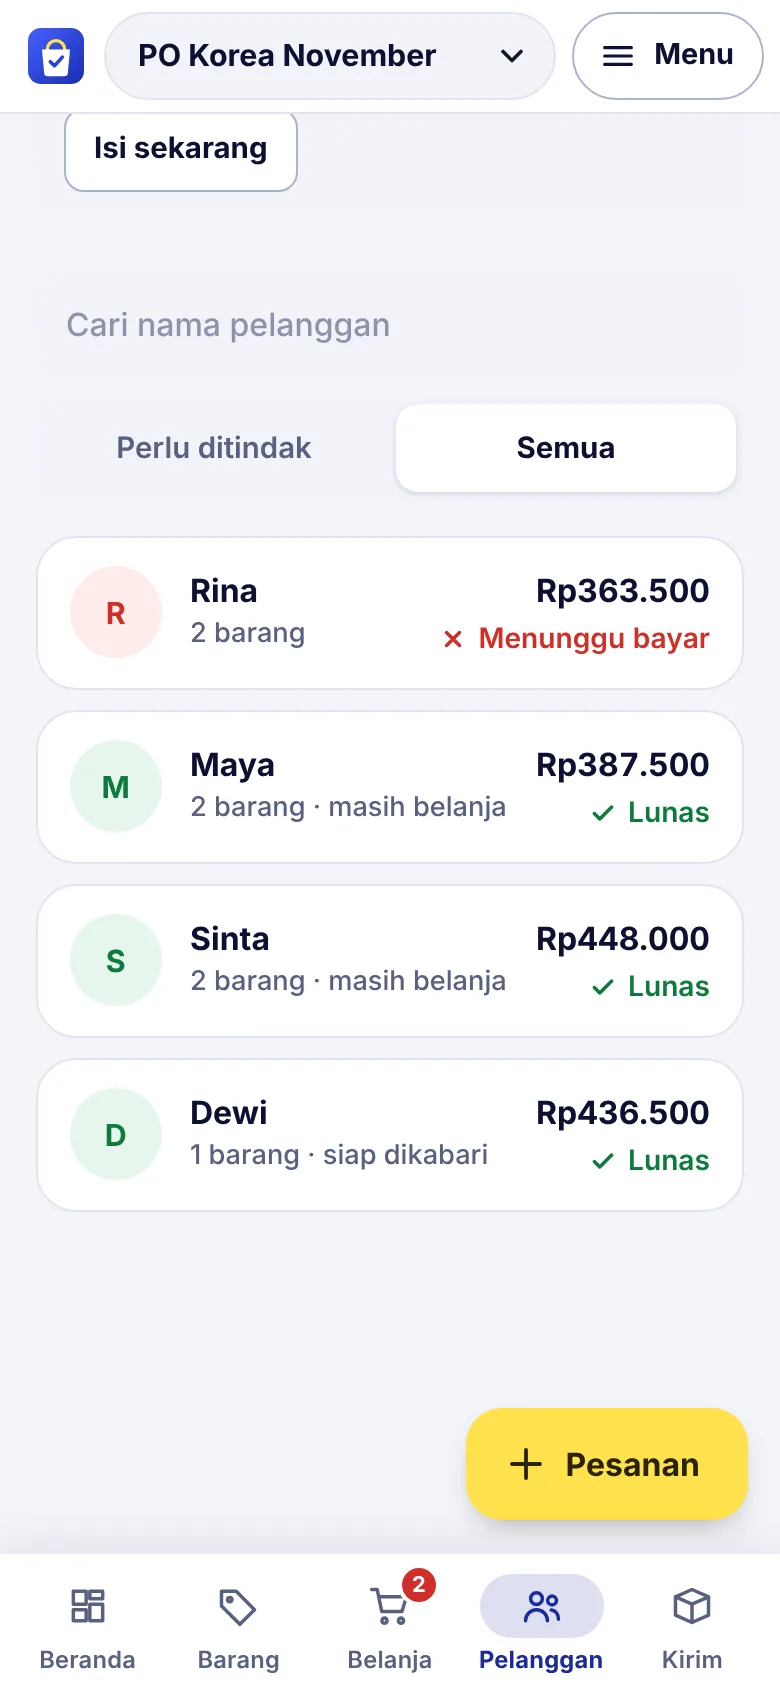 PO Korea November
Menu
Isi sekarang
Cari nama pelanggan
Perlu ditindak
Semua
R
Rina
Rp363.500
2 barang
Menunggu bayar
M
Maya
Rp387.500
2 barang · masih belanja
Lunas
S
Sinta
Rp448.000
2 barang · masih belanja
Lunas
D
Dewi
Rp436.500
1 barang · siap dikabari
Lunas
Pesanan
2
Beranda
Barang
Belanja
Pelanggan
Kirim